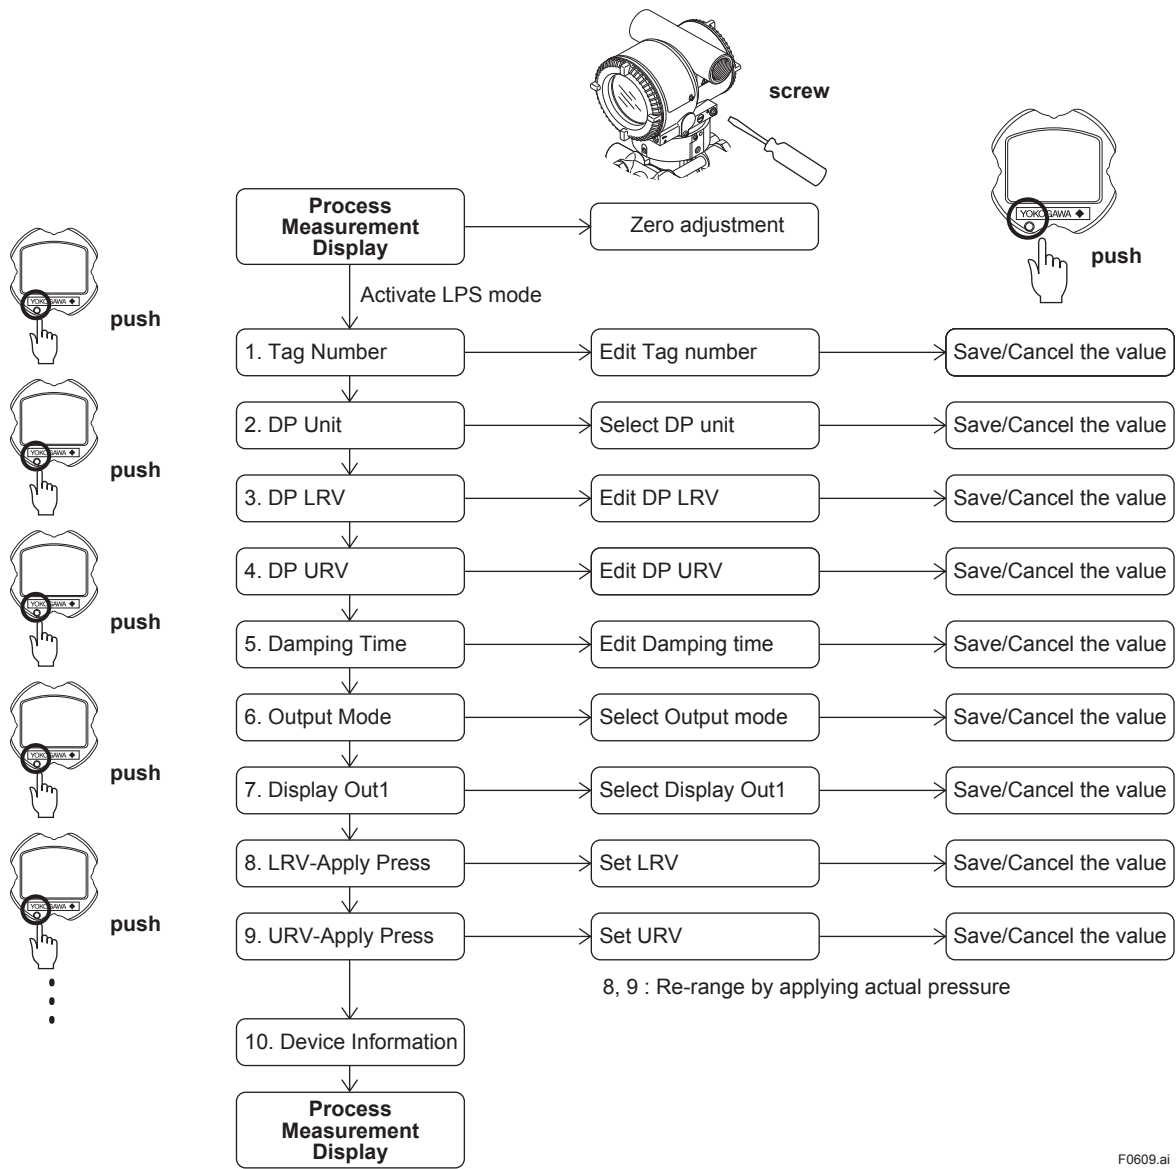 screw
YOKOGAWA ◆
push
Process
Measurement
Display
Zero adjustment
Activate LPS mode
YOKOGAWA ◆
push
1. Tag Number
Edit Tag number
Save/Cancel the value
YOKOGAWA ◆
push
2. DP Unit
Select DP unit
Save/Cancel the value
3. DP LRV
Edit DP LRV
Save/Cancel the value
YOKOGAWA ◆
push
4. DP URV
Edit DP URV
Save/Cancel the value
5. Damping Time
Edit Damping time
Save/Cancel the value
YOKOGAWA ◆
push
6. Output Mode
Select Output mode
Save/Cancel the value
7. Display Out1
Select Display Out1
Save/Cancel the value
YOKOGAWA ◆
push
8. LRV-Apply Press
Set LRV
Save/Cancel the value
9. URV-Apply Press
Set URV
Save/Cancel the value
8, 9 : Re-range by applying actual pressure
10. Device Information
Process
Measurement
Display
F0609.ai